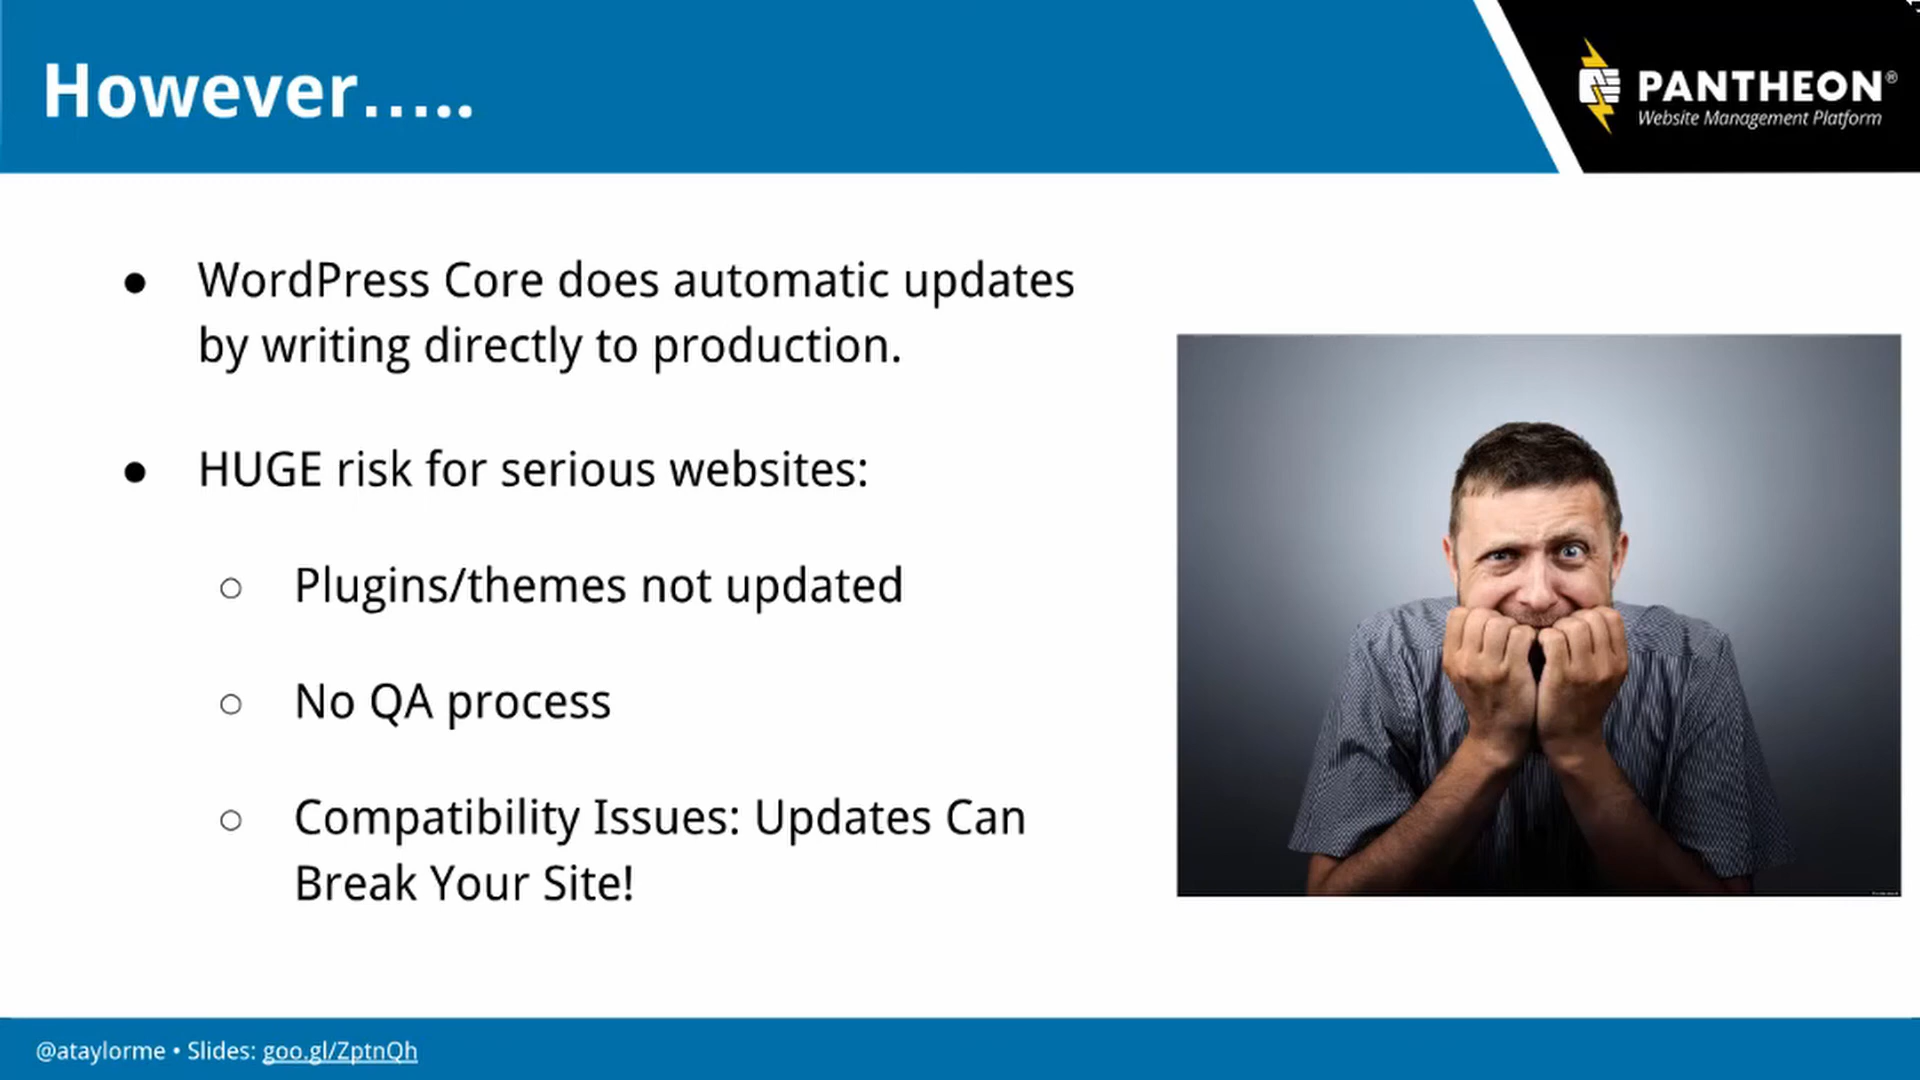 However…..
PANTHEON®
Website Management Platform
● WordPress Core does automatic updates
by writing directly to production.
● HUGE risk for serious websites:
○ Plugins/themes not updated
○ No QA process
○ Compatibility Issues: Updates Can
Break Your Site!
@ataylorme • Slides: goo.gl/ZptnQh